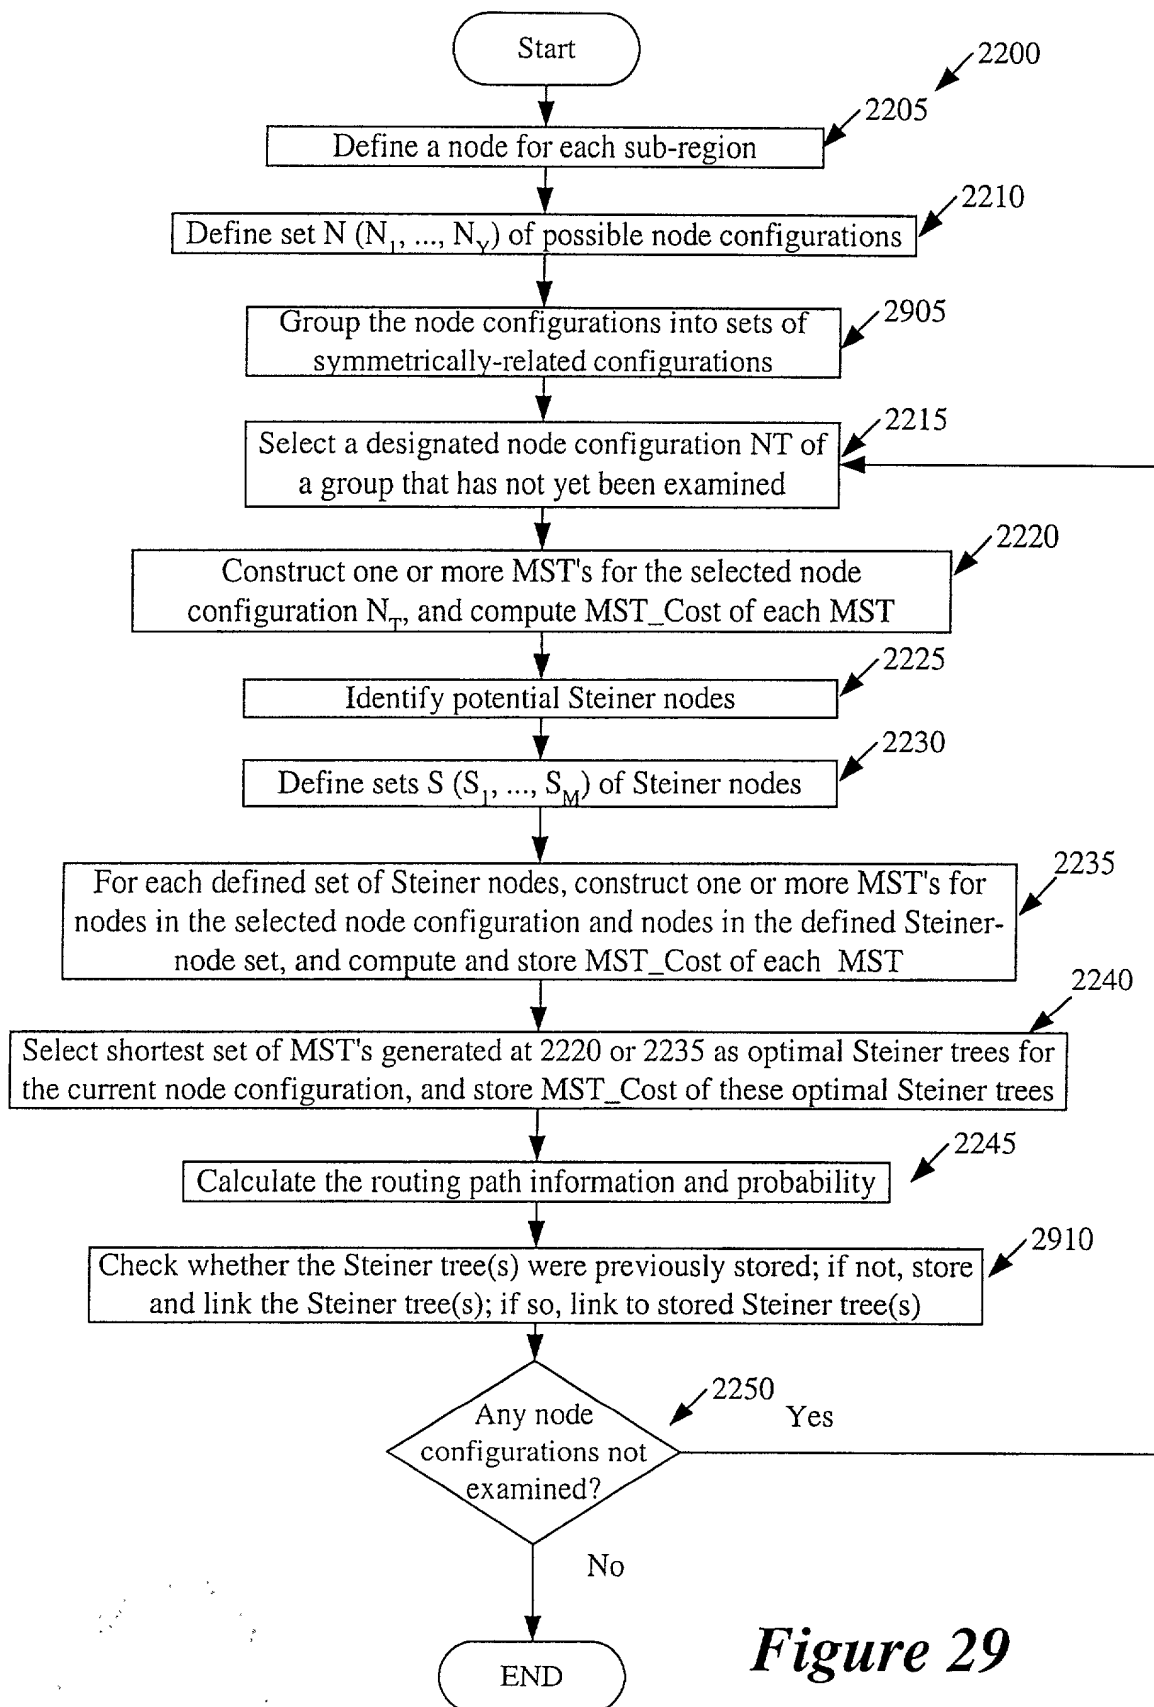 Start
2200
2205
Define a node for each sub-region
2210
Define set N (N₁, ..., Nᵧ) of possible node configurations
2905
Group the node configurations into sets of
symmetrically-related configurations
2215
Select a designated node configuration NT of
a group that has not yet been examined
2220
Construct one or more MST's for the selected node
configuration N_T, and compute MST_Cost of each MST
2225
Identify potential Steiner nodes
2230
Define sets S (S₁, ..., S_M) of Steiner nodes
2235
For each defined set of Steiner nodes, construct one or more MST's for
nodes in the selected node configuration and nodes in the defined Steiner-
node set, and compute and store MST_Cost of each MST
2240
Select shortest set of MST's generated at 2220 or 2235 as optimal Steiner trees for
the current node configuration, and store MST_Cost of these optimal Steiner trees
2245
Calculate the routing path information and probability
2910
Check whether the Steiner tree(s) were previously stored; if not, store
and link the Steiner tree(s); if so, link to stored Steiner tree(s)
2250
Yes
Any node
configurations not
examined?
No
END
Figure 29